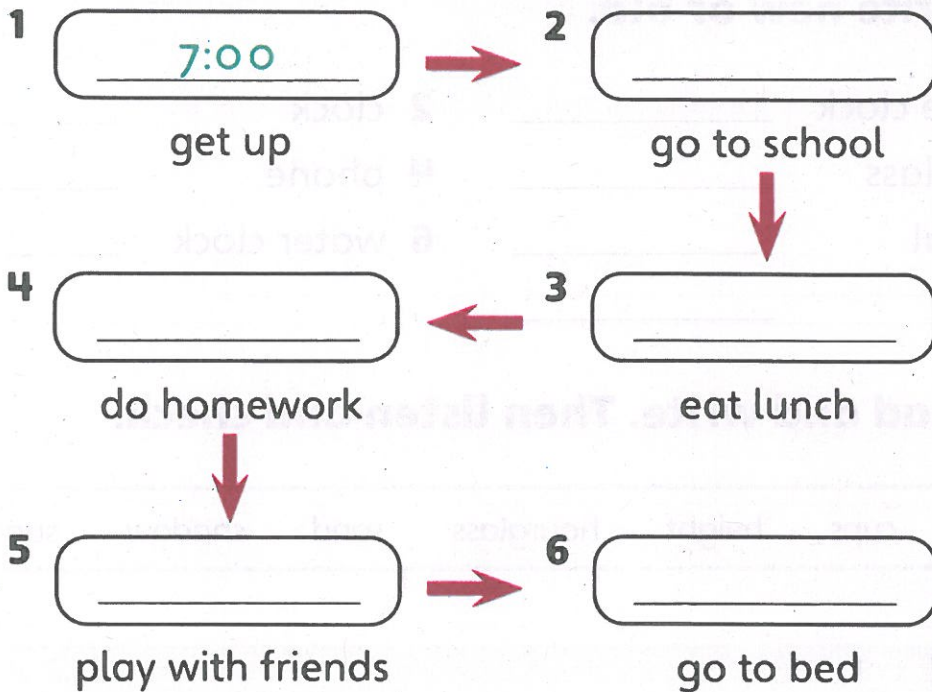 1
7:00
get up
2
go to school
3
eat lunch
4
do homework
5
play with friends
6
go to bed